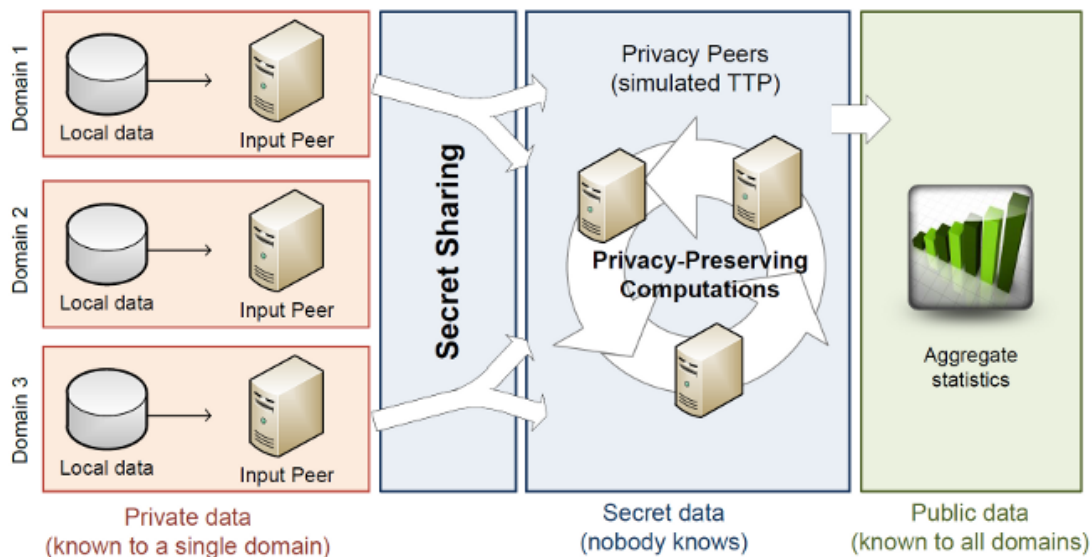 Domain 1
Local data
Input Peer
Domain 2
Local data
Input Peer
Domain 3
Local data
Input Peer
Secret Sharing
Privacy Peers
(simulated TTP)
Privacy-Preserving
Computations
Aggregate
statistics
Private data
(known to a single domain)
Secret data
(nobody knows)
Public data
(known to all domains)